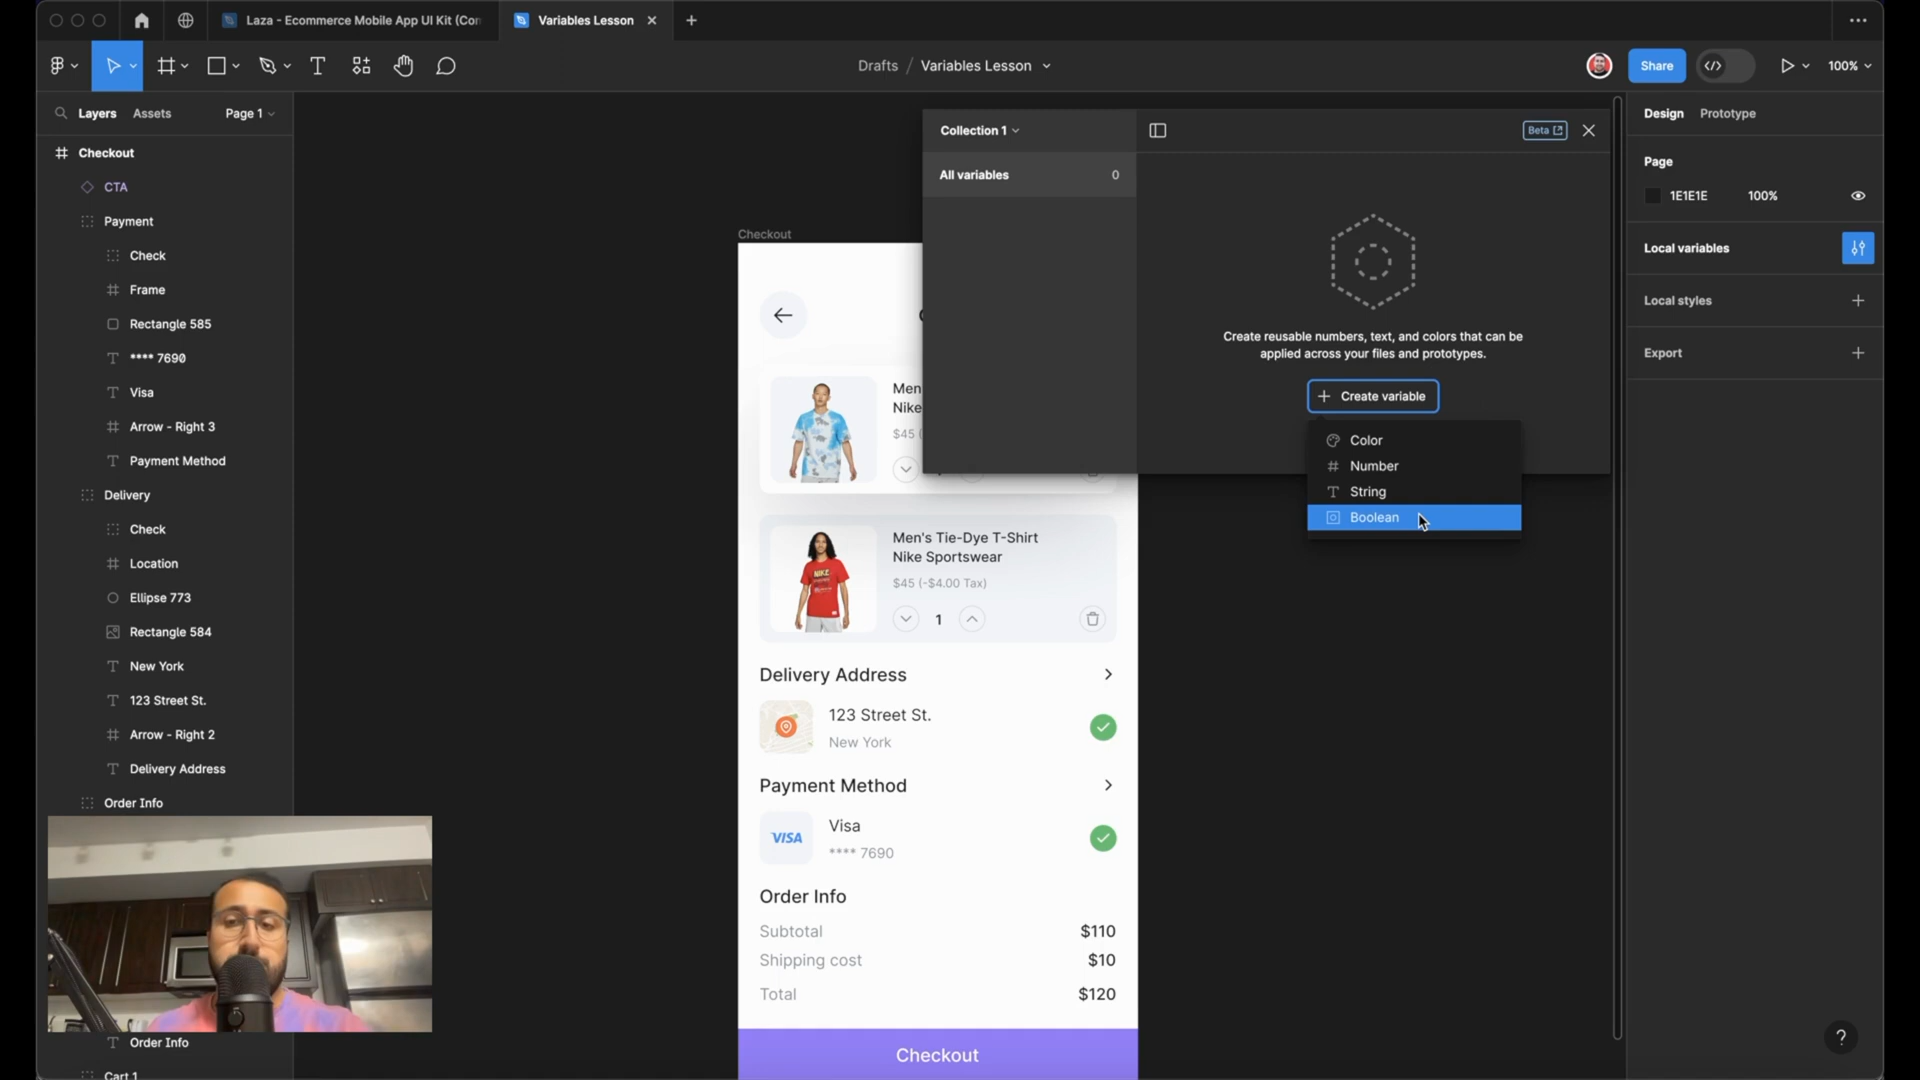 Laza - Ecommerce Mobile App UI Kit (Con
Variables Lesson
Drafts / Variables Lesson
Share
100%
Layers
Assets
Page 1
Checkout
CTA
Payment
Check
Frame
Rectangle 585
**** 7690
Visa
Arrow - Right 3
Payment Method
Delivery
Check
Location
Ellipse 773
Rectangle 584
New York
123 Street St.
Arrow - Right 2
Delivery Address
Order Info
Order Info
Cart 1
Collection 1
Beta
All variables 0
Create reusable numbers, text, and colors that can be
applied across your files and prototypes.
Create variable
Color
Number
String
Boolean
Checkout
Men
Nike
$45 (
Men's Tie-Dye T-Shirt
Nike Sportswear
$45 (-$4.00 Tax)
1
NIKE
Delivery Address
123 Street St.
New York
Payment Method
VISA
Visa
**** 7690
Order Info
Subtotal $110
Shipping cost $10
Total $120
Checkout
Design
Prototype
Page
1E1E1E 100%
Local variables
Local styles
Export
?